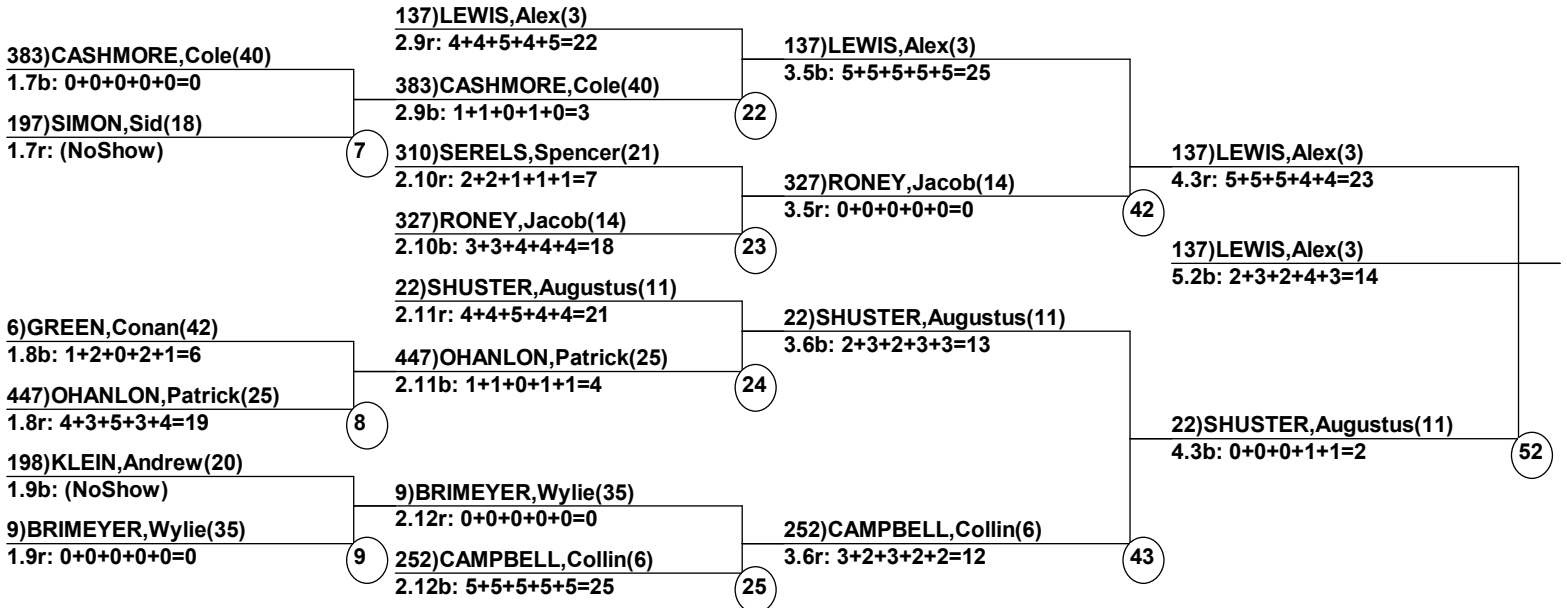 383)CASHMORE,Cole(40)
1.7b: 0+0+0+0+0=0
197)SIMON,Sid(18)
1.7r: (NoShow)
7
6)GREEN,Conan(42)
1.8b: 1+2+0+2+1=6
447)OHANLON,Patrick(25)
1.8r: 4+3+5+3+4=19
8
198)KLEIN,Andrew(20)
1.9b: (NoShow)
9)BRIMEYER,Wylie(35)
1.9r: 0+0+0+0+0=0
9
137)LEWIS,Alex(3)
2.9r: 4+4+5+4+5=22
383)CASHMORE,Cole(40)
2.9b: 1+1+0+1+0=3
22
310)SERELS,Spencer(21)
2.10r: 2+2+1+1+1=7
327)RONEY,Jacob(14)
2.10b: 3+3+4+4+4=18
23
22)SHUSTER,Augustus(11)
2.11r: 4+4+5+4+4=21
447)OHANLON,Patrick(25)
2.11b: 1+1+0+1+1=4
24
9)BRIMEYER,Wylie(35)
2.12r: 0+0+0+0+0=0
252)CAMPBELL,Collin(6)
2.12b: 5+5+5+5+5=25
25
137)LEWIS,Alex(3)
3.5b: 5+5+5+5+5=25
327)RONEY,Jacob(14)
3.5r: 0+0+0+0+0=0
42
22)SHUSTER,Augustus(11)
3.6b: 2+3+2+3+3=13
252)CAMPBELL,Collin(6)
3.6r: 3+2+3+2+2=12
43
137)LEWIS,Alex(3)
4.3r: 5+5+5+4+4=23
137)LEWIS,Alex(3)
5.2b: 2+3+2+4+3=14
22)SHUSTER,Augustus(11)
4.3b: 0+0+0+1+1=2
52